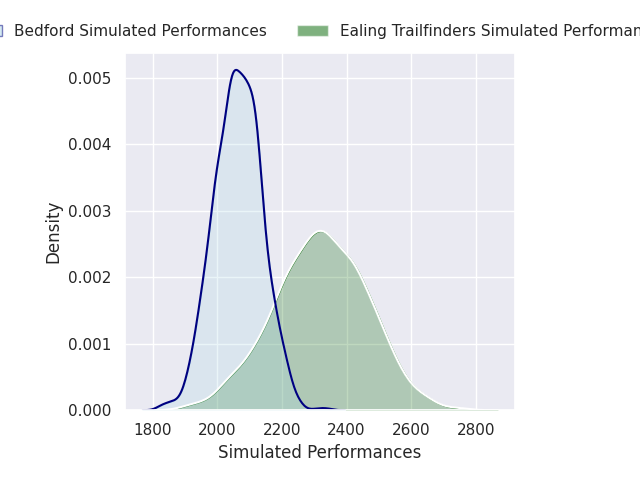 Bedford Simulated Performances
Ealing Trailfinders Simulated
0.005
0.004
0.003
0.002
0.001
0.000
Density
1800 2000 2200 2400 2600 2800
Simulated Performances